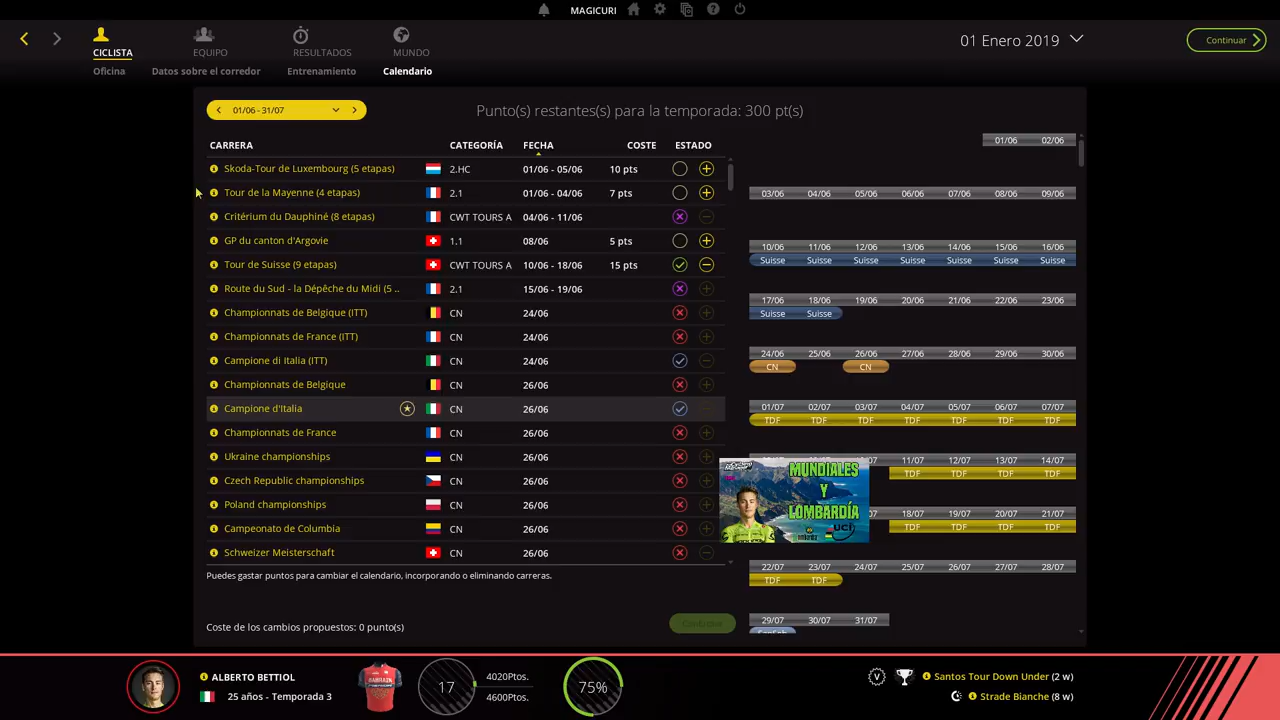 MAGICURI
CICLISTA EQUIPO RESULTADOS MUNDO
01 Enero 2019
Continuar
Oficina Datos sobre el corredor Entrenamiento Calendario
01/06 - 31/07
Punto(s) restantes(s) para la temporada: 300 pt(s)
CARRERA CATEGORÍA FECHA COSTE ESTADO
Skoda-Tour de Luxembourg (5 etapas) 2.HC 01/06 - 05/06 10 pts
Tour de la Mayenne (4 etapas) 2.1 01/06 - 04/06 7 pts
Critérium du Dauphiné (8 etapas) CWT TOURS A 04/06 - 11/06
GP du canton d'Argovie 1.1 08/06 5 pts
Tour de Suisse (9 etapas) CWT TOURS A 10/06 - 18/06 15 pts
Route du Sud - la Dépêche du Midi (5 .. 2.1 15/06 - 19/06
Championnats de Belgique (ITT) CN 24/06
Championnats de France (ITT) CN 24/06
Campione di Italia (ITT) CN 24/06
Championnats de Belgique CN 26/06
Campione d'Italia CN 26/06
Championnats de France CN 26/06
Ukraine championships CN 26/06
Czech Republic championships CN 26/06
Poland championships CN 26/06
Campeonato de Columbia CN 26/06
Schweizer Meisterschaft CN 26/06
Puedes gastar puntos para cambiar el calendario, incorporando o eliminando carreras.
Coste de los cambios propuestos: 0 punto(s)
Confirmar
01/06 02/06
03/06 04/06 05/06 06/06 07/06 08/06 09/06
10/06 11/06 12/06 13/06 14/06 15/06 16/06
Suisse Suisse Suisse Suisse Suisse Suisse Suisse
17/06 18/06 19/06 20/06 21/06 22/06 23/06
Suisse Suisse
24/06 25/06 26/06 27/06 28/06 29/06 30/06
CN CN
01/07 02/07 03/07 04/07 05/07 06/07 07/07
TDF TDF TDF TDF TDF TDF TDF
11/07 12/07 13/07 14/07
TDF TDF TDF TDF
18/07 19/07 20/07 21/07
TDF TDF TDF TDF
22/07 23/07 24/07 25/07 26/07 27/07 28/07
TDF TDF
29/07 30/07 31/07
SanSeb
MUNDIALES
Y
LOMBARDÍA
uci
ALBERTO BETTIOL
25 años - Temporada 3
17
4020Ptos.
4600Ptos.
75%
V
Santos Tour Down Under (2 w)
Strade Bianche (8 w)